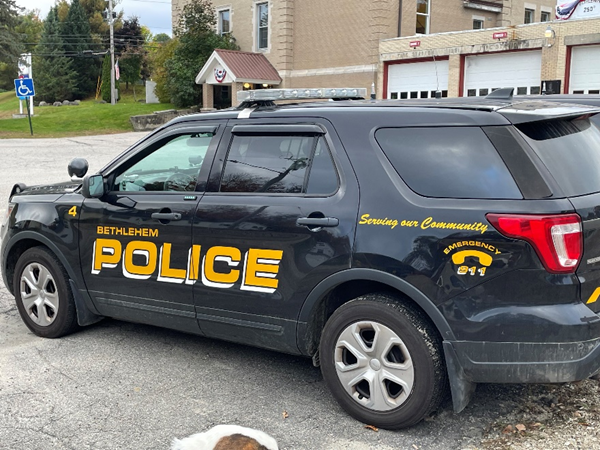 4
BETHLEHEM
POLICE
Serving our Community
EMERGENCY
911